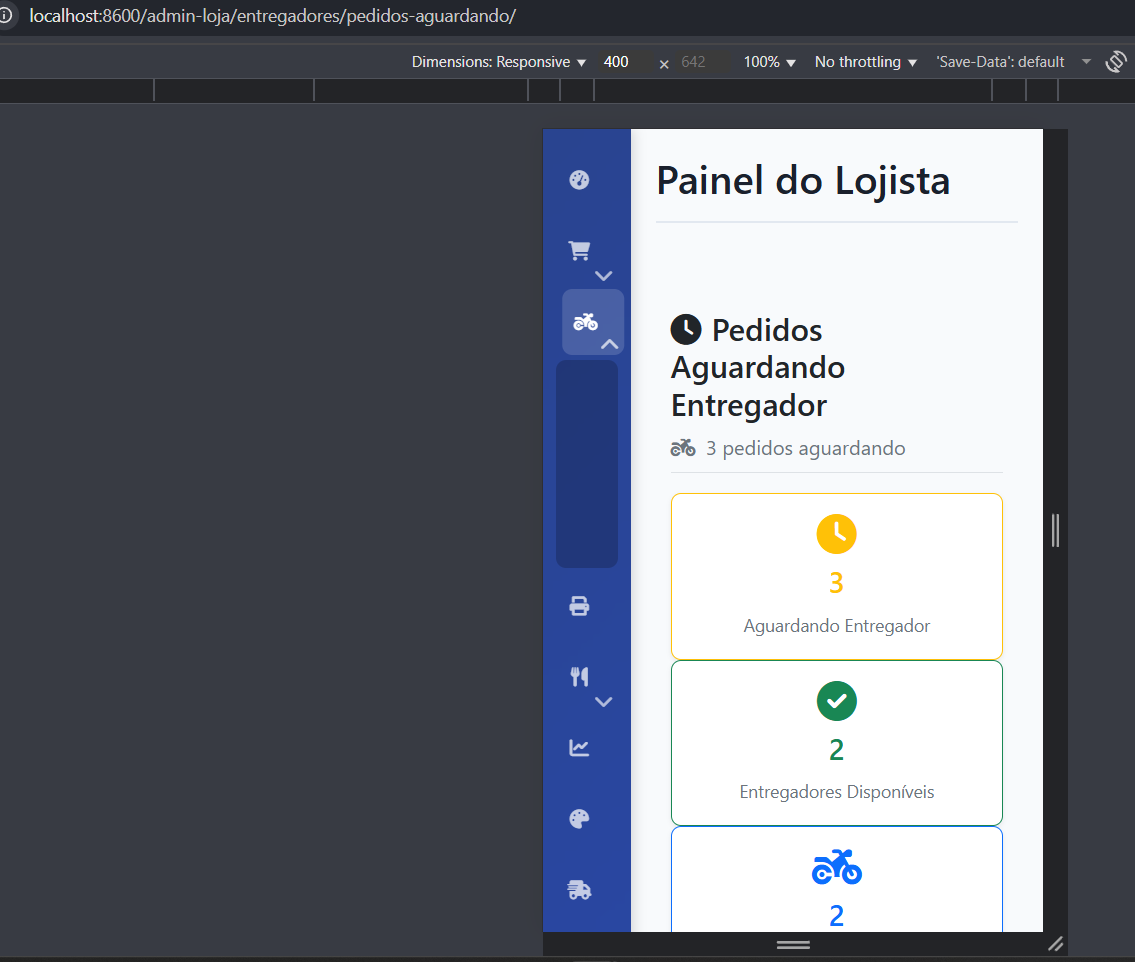 localhost:8600/admin-loja/entregadores/pedidos-aguardando/
Dimensions: Responsive 400 × 642 100% No throttling 'Save-Data': default
Painel do Lojista
Pedidos
Aguardando
Entregador
3 pedidos aguardando
3
Aguardando Entregador
2
Entregadores Disponíveis
2